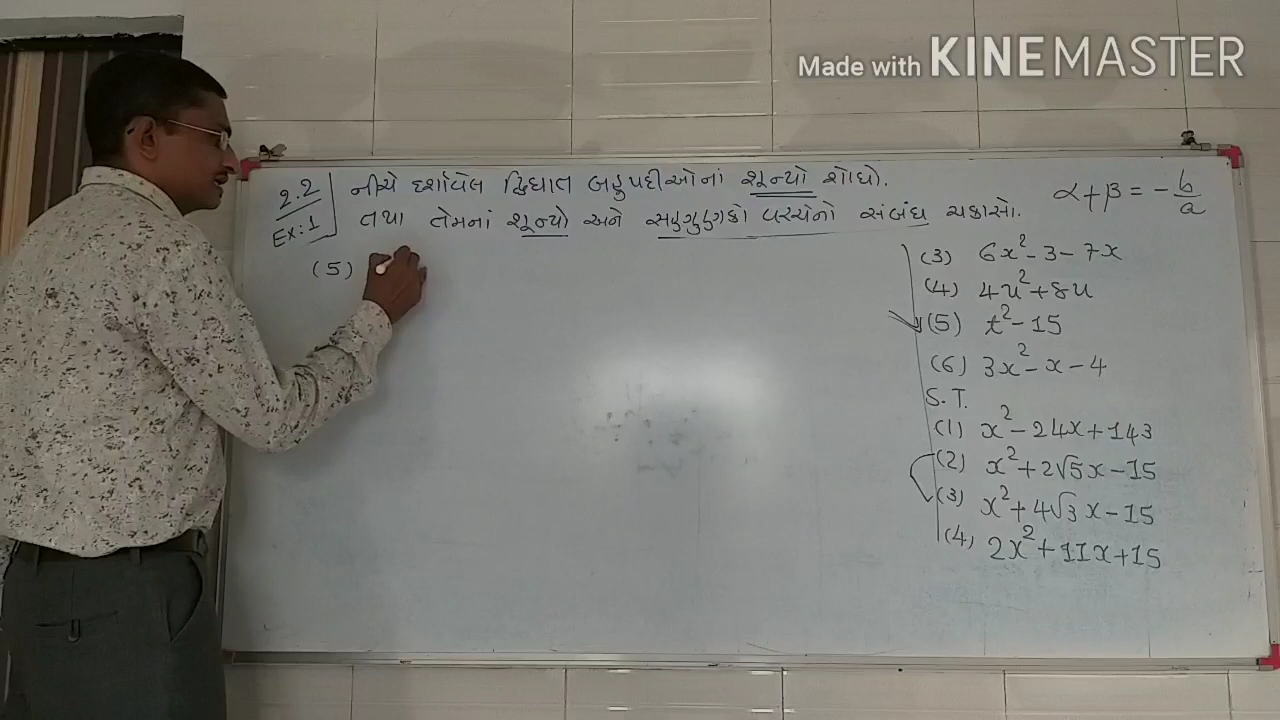 Made with KINEMASTER
2.2 નીચે દર્શાવેલ દ્વિઘાત બહુપદીઓનાં શૂન્યો શોધો.
Ex:1 તથા તેમનાં શૂન્યો અને સહગુણકો વચ્ચેનો સંબંધ ચકાસો.
α+β = -b/a
(5)
(3) 6x²-3-7x
(4) 4u²+8u
(5) t²-15
(6) 3x²-x-4
S.T.
(1) x²-24x+143
(2) x²+2√5x-15
(3) x²+4√3x-15
(4) 2x²+11x+15